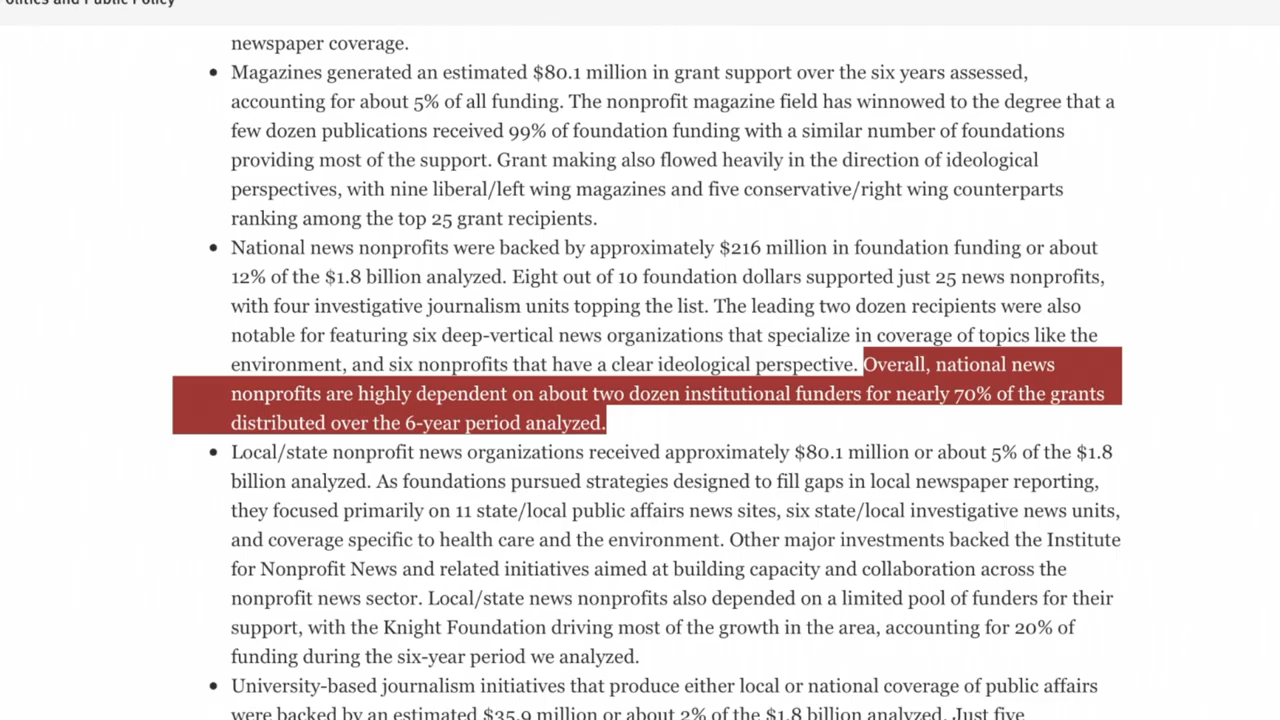 Politics and Public Policy
newspaper coverage.
• Magazines generated an estimated $80.1 million in grant support over the six years assessed,
accounting for about 5% of all funding. The nonprofit magazine field has winnowed to the degree that a
few dozen publications received 99% of foundation funding with a similar number of foundations
providing most of the support. Grant making also flowed heavily in the direction of ideological
perspectives, with nine liberal/left wing magazines and five conservative/right wing counterparts
ranking among the top 25 grant recipients.
• National news nonprofits were backed by approximately $216 million in foundation funding or about
12% of the $1.8 billion analyzed. Eight out of 10 foundation dollars supported just 25 news nonprofits,
with four investigative journalism units topping the list. The leading two dozen recipients were also
notable for featuring six deep-vertical news organizations that specialize in coverage of topics like the
environment, and six nonprofits that have a clear ideological perspective. Overall, national news
nonprofits are highly dependent on about two dozen institutional funders for nearly 70% of the grants
distributed over the 6-year period analyzed.
• Local/state nonprofit news organizations received approximately $80.1 million or about 5% of the $1.8
billion analyzed. As foundations pursued strategies designed to fill gaps in local newspaper reporting,
they focused primarily on 11 state/local public affairs news sites, six state/local investigative news units,
and coverage specific to health care and the environment. Other major investments backed the Institute
for Nonprofit News and related initiatives aimed at building capacity and collaboration across the
nonprofit news sector. Local/state news nonprofits also depended on a limited pool of funders for their
support, with the Knight Foundation driving most of the growth in the area, accounting for 20% of
funding during the six-year period we analyzed.
• University-based journalism initiatives that produce either local or national coverage of public affairs
were backed by an estimated $35.9 million or about 2% of the $1.8 billion analyzed. Just five